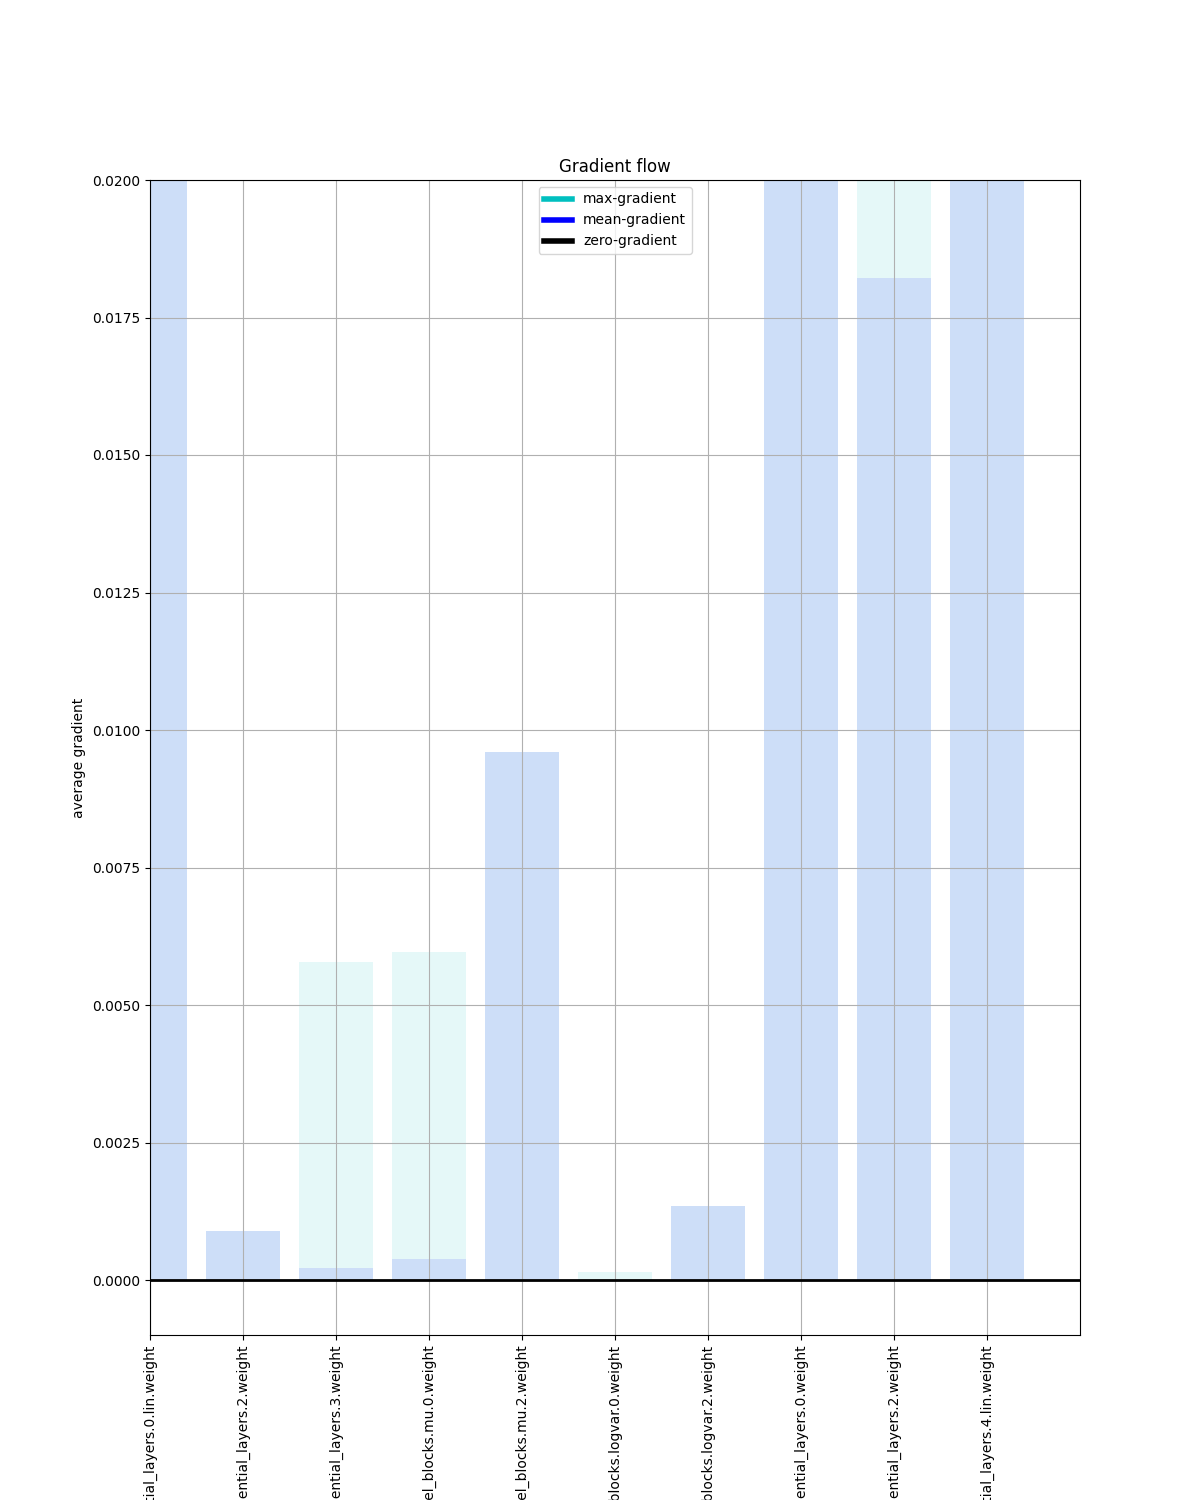 Gradient flow
max-gradient
mean-gradient
zero-gradient
0.0200
0.0175
0.0150
0.0125
0.0100
0.0075
0.0050
0.0025
0.0000
average gradient
tial_layers.0.lin.weight
ential_layers.2.weight
ential_layers.3.weight
el_blocks.mu.0.weight
el_blocks.mu.2.weight
blocks.logvar.0.weight
blocks.logvar.2.weight
ential_layers.0.weight
ential_layers.2.weight
tial_layers.4.lin.weight